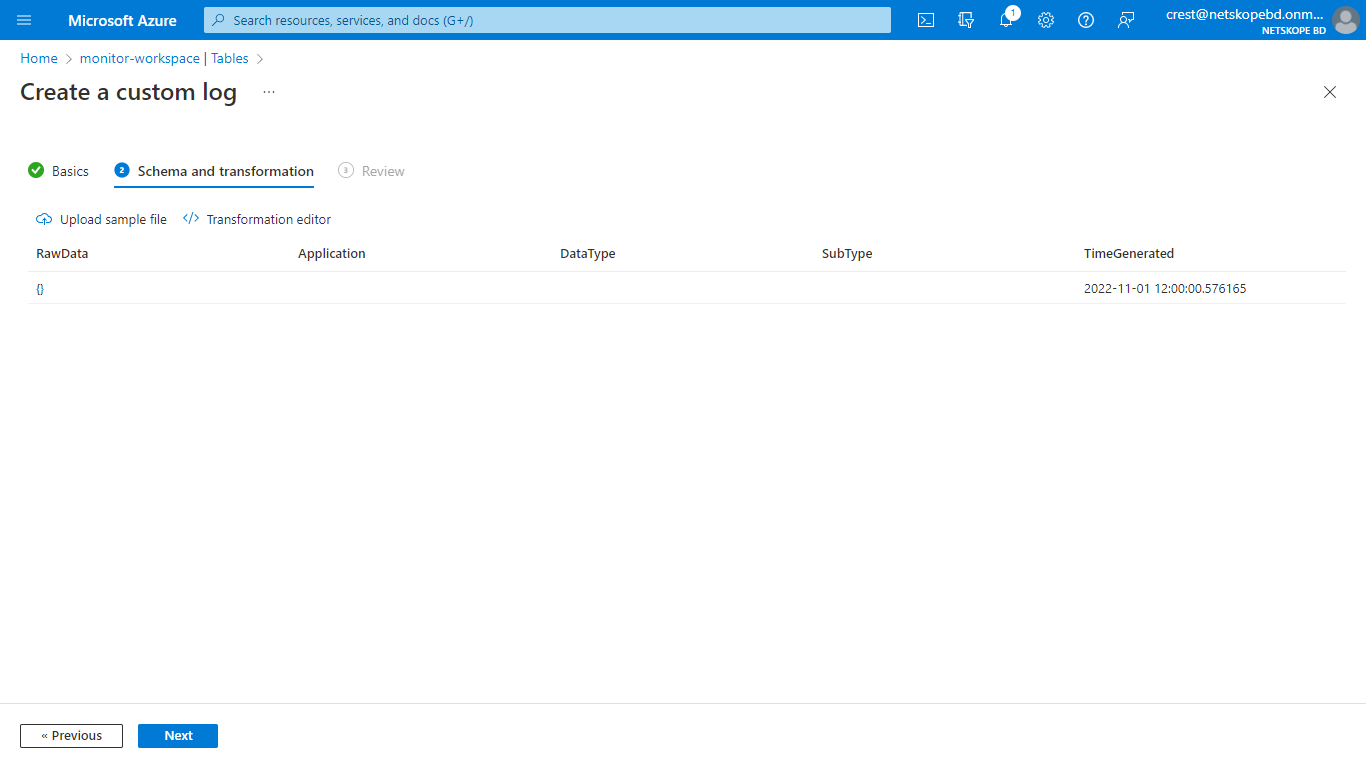 Microsoft Azure
Search resources, services, and docs (G+/)
1
crest@netskopebd.onm...
NETSKOPE BD
Home > monitor-workspace | Tables >
Create a custom log ...
Basics 2 Schema and transformation 3 Review
Upload sample file </> Transformation editor
RawData Application DataType SubType TimeGenerated
{} 2022-11-01 12:00:00.576165
« Previous Next